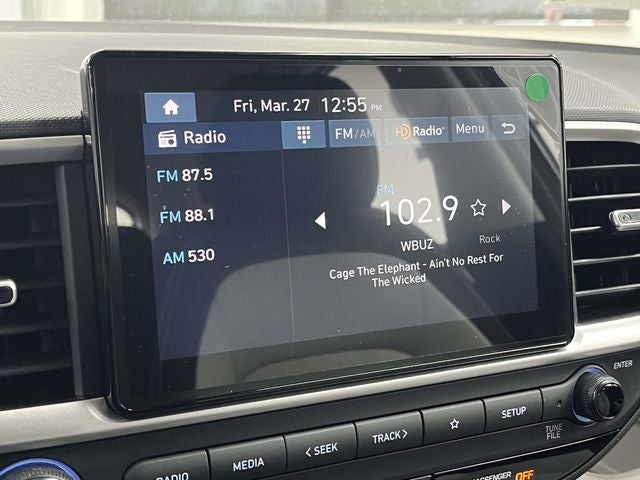 Fri, Mar. 27 12:55 PM
Radio FM/AM HD Radio Menu
FM 87.5
FM 88.1
AM 530
FM
102.9
WBUZ
Rock
Cage The Elephant - Ain't No Rest For
The Wicked
ENTER
RADIO MEDIA < SEEK TRACK > SETUP
TUNE
FILE
PASSENGER OFF